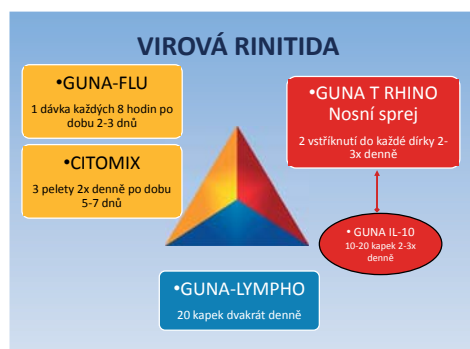 VIROVÁ RINITIDA
•GUNA-FLU
1 dávka každých 8 hodin po
dobu 2-3 dnů
•CITOMIX
3 pelety 2x denně po dobu
5-7 dnů
•GUNA T RHINO
Nosní sprej
2 vstříknutí do každé dírky 2-
3x denně
• GUNA IL-10
10-20 kapek 2-3x
denně
•GUNA-LYMPHO
20 kapek dvakrát denně